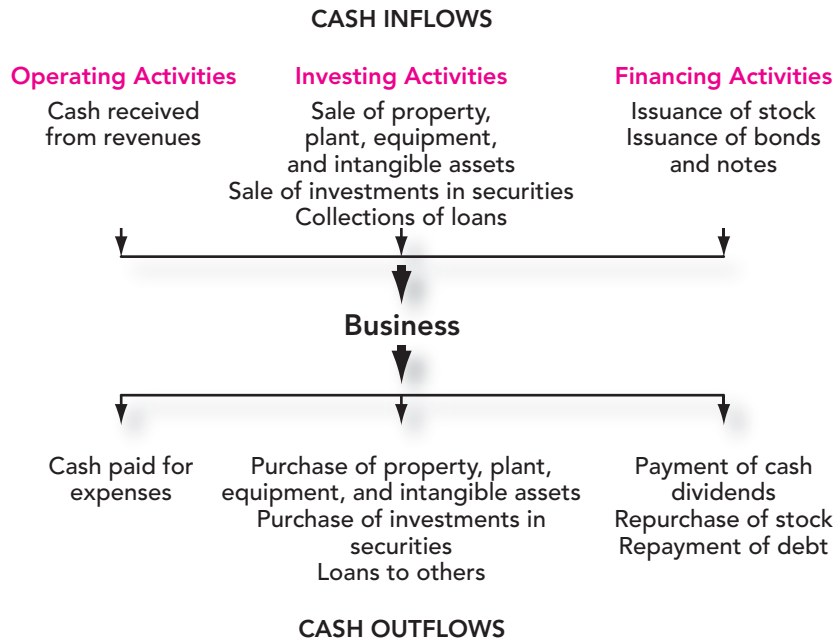 CASH INFLOWS
Operating Activities
Cash received
from revenues
Investing Activities
Sale of property,
plant, equipment,
and intangible assets
Sale of investments in securities
Collections of loans
Financing Activities
Issuance of stock
Issuance of bonds
and notes
Business
Cash paid for
expenses
Purchase of property, plant,
equipment, and intangible assets
Purchase of investments in
securities
Loans to others
Payment of cash
dividends
Repurchase of stock
Repayment of debt
CASH OUTFLOWS